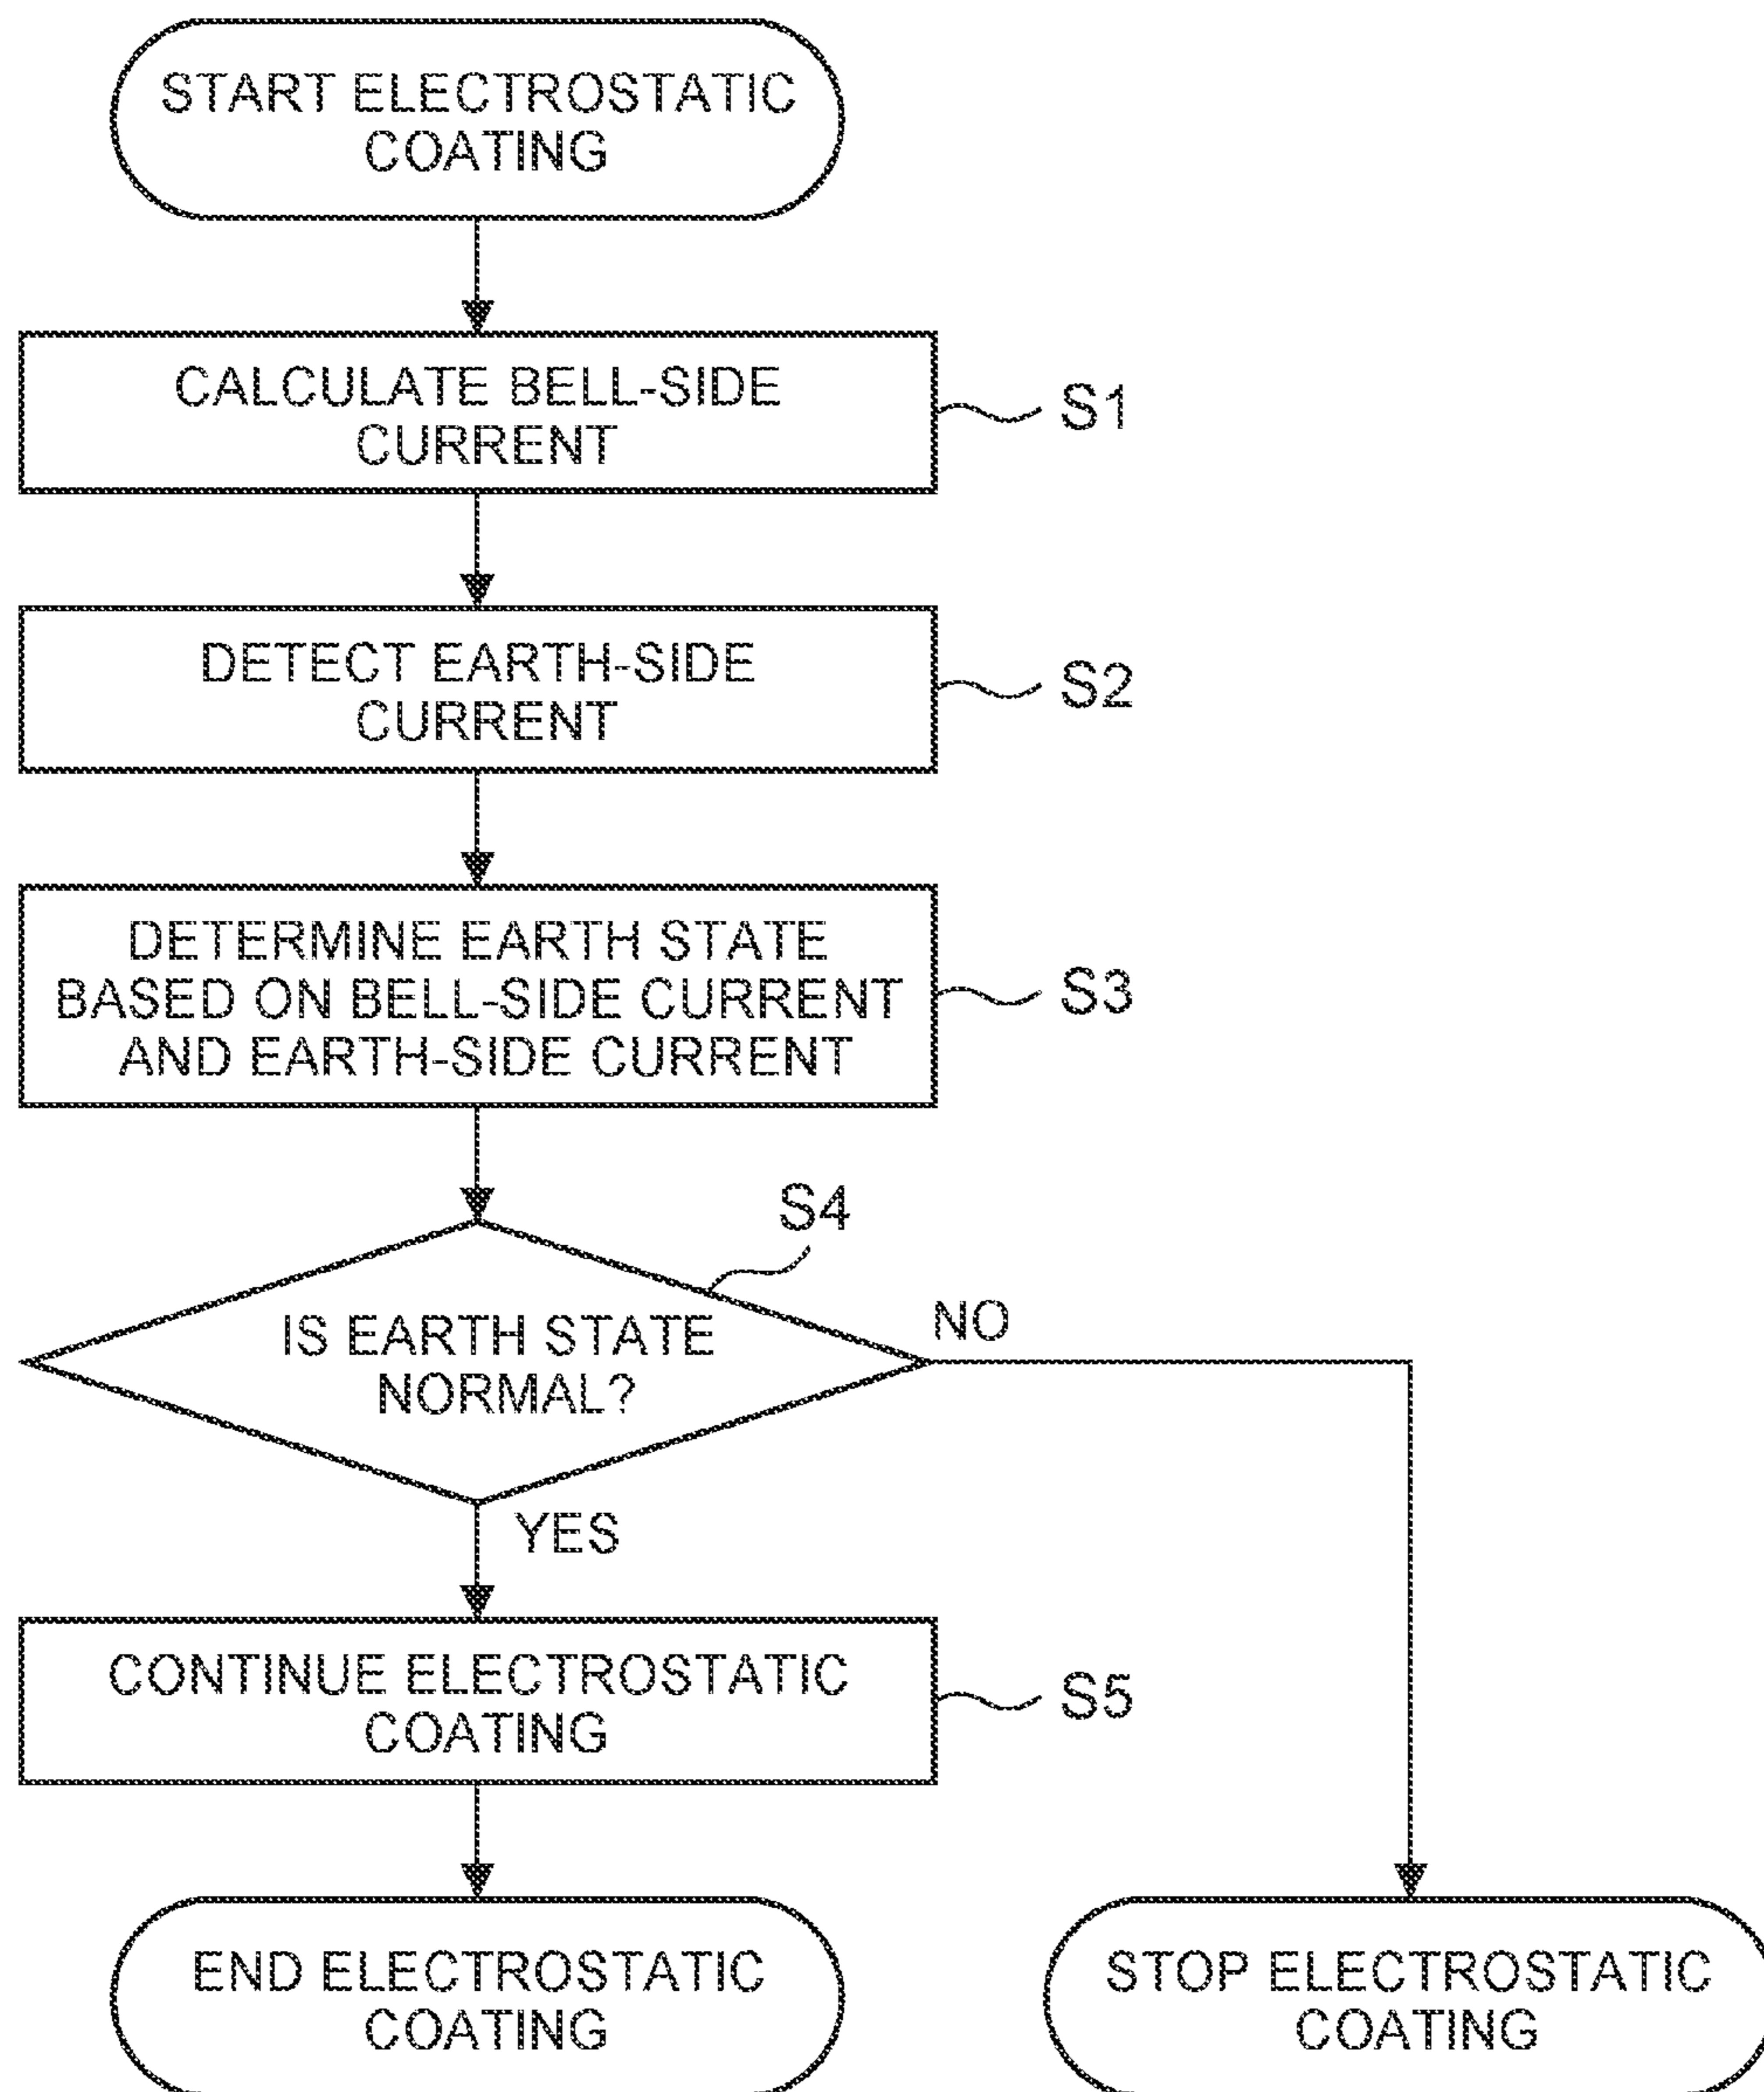 START ELECTROSTATIC
COATING
CALCULATE BELL-SIDE
CURRENT
S1
DETECT EARTH-SIDE
CURRENT
S2
DETERMINE EARTH STATE
BASED ON BELL-SIDE CURRENT
AND EARTH-SIDE CURRENT
S3
S4
IS EARTH STATE
NORMAL?
NO
YES
CONTINUE ELECTROSTATIC
COATING
S5
END ELECTROSTATIC
COATING
STOP ELECTROSTATIC
COATING